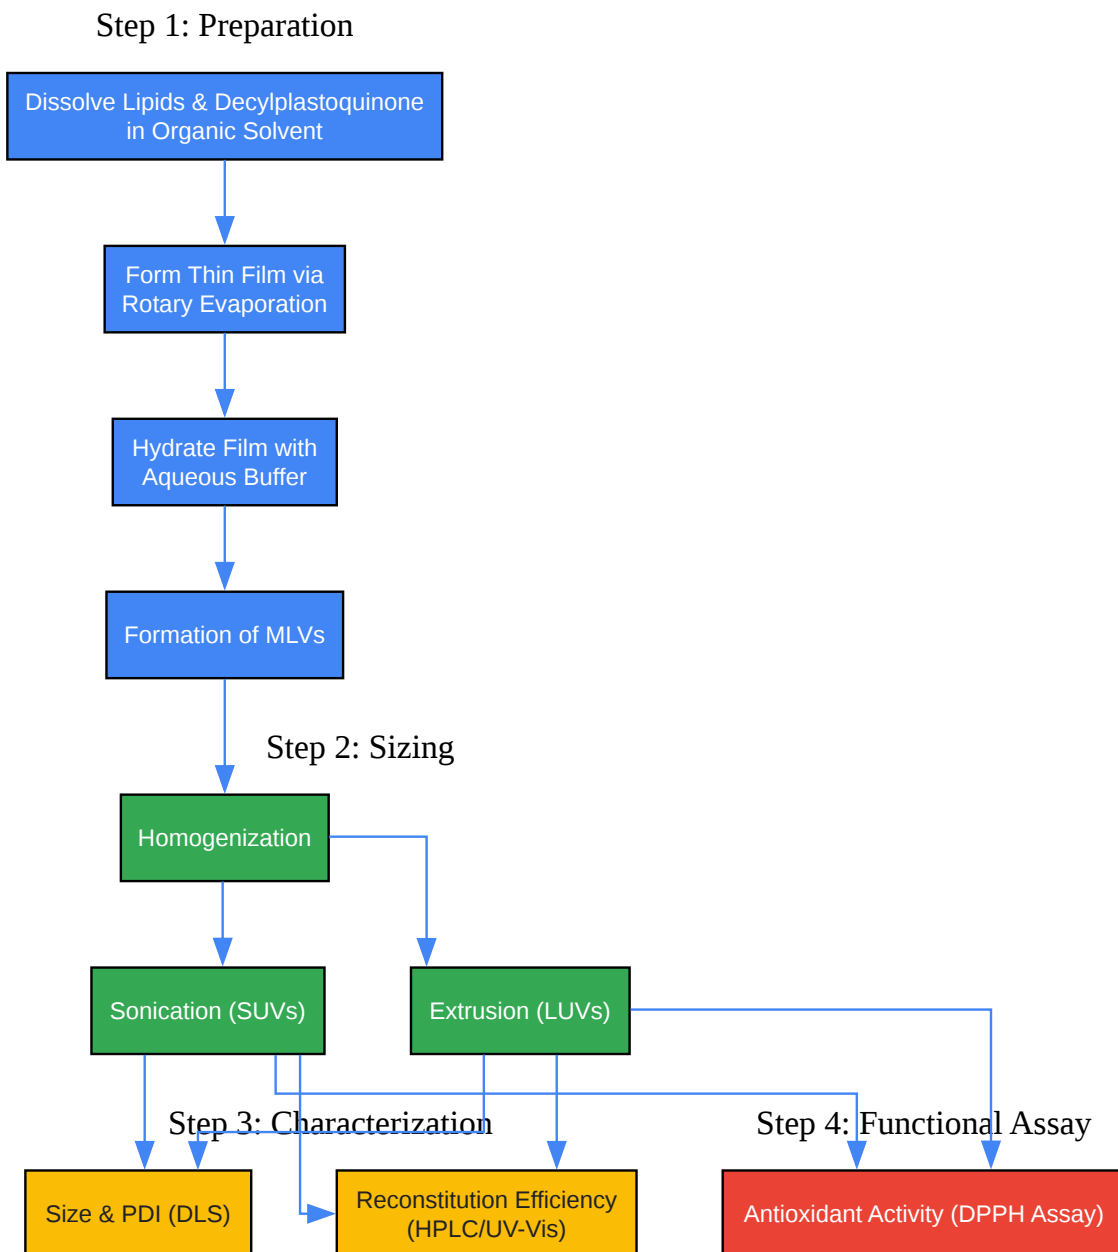 Step 1: Preparation
Dissolve Lipids & Decylplastoquinone
in Organic Solvent
Form Thin Film via
Rotary Evaporation
Hydrate Film with
Aqueous Buffer
Formation of MLVs
Step 2: Sizing
Homogenization
Sonication (SUVs)
Extrusion (LUVs)
Step 3: Characterization
Step 4: Functional Assay
Size & PDI (DLS)
Reconstitution Efficiency
(HPLC/UV-Vis)
Antioxidant Activity (DPPH Assay)